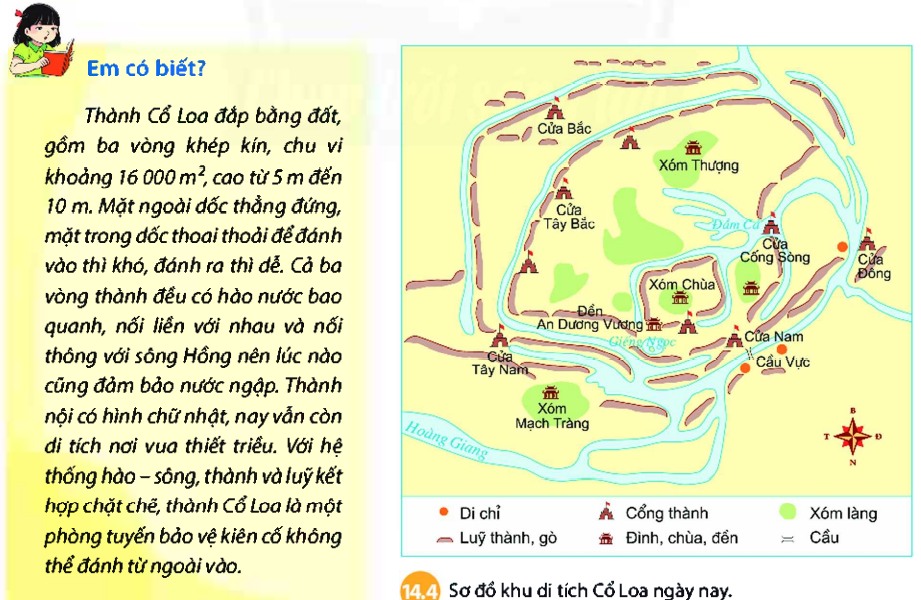 Em có biết?
Thành Cổ Loa đắp bằng đất,
gồm ba vòng khép kín, chu vi
khoảng 16 000 m², cao từ 5 m đến
10 m. Mặt ngoài dốc thẳng đứng,
mặt trong dốc thoai thoải để đánh
vào thì khó, đánh ra thì dễ. Cả ba
vòng thành đều có hào nước bao
quanh, nối liền với nhau và nối
thông với sông Hồng nên lúc nào
cũng đảm bảo nước ngập. Thành
nội có hình chữ nhật, nay vẫn còn
di tích nơi vua thiết triều. Với hệ
thống hào – sông, thành và luỹ kết
hợp chặt chẽ, thành Cổ Loa là một
phòng tuyến bảo vệ kiên cố không
thể đánh từ ngoài vào.
Cửa Bắc
Xóm Thượng
Cửa
Tây Bắc
Đầm Cả
Cửa
Cống Sòng
Cửa
Đông
Xóm Chùa
Đền
An Dương Vương
Giếng Ngọc
Cửa Nam
Cầu Vực
Cửa
Tây Nam
Xóm
Mạch Tràng
Hoàng Giang
B
T
Đ
N
Di chỉ
Cổng thành
Xóm làng
Luỹ thành, gò
Đình, chùa, đền
Cầu
14.4 Sơ đồ khu di tích Cổ Loa ngày nay.